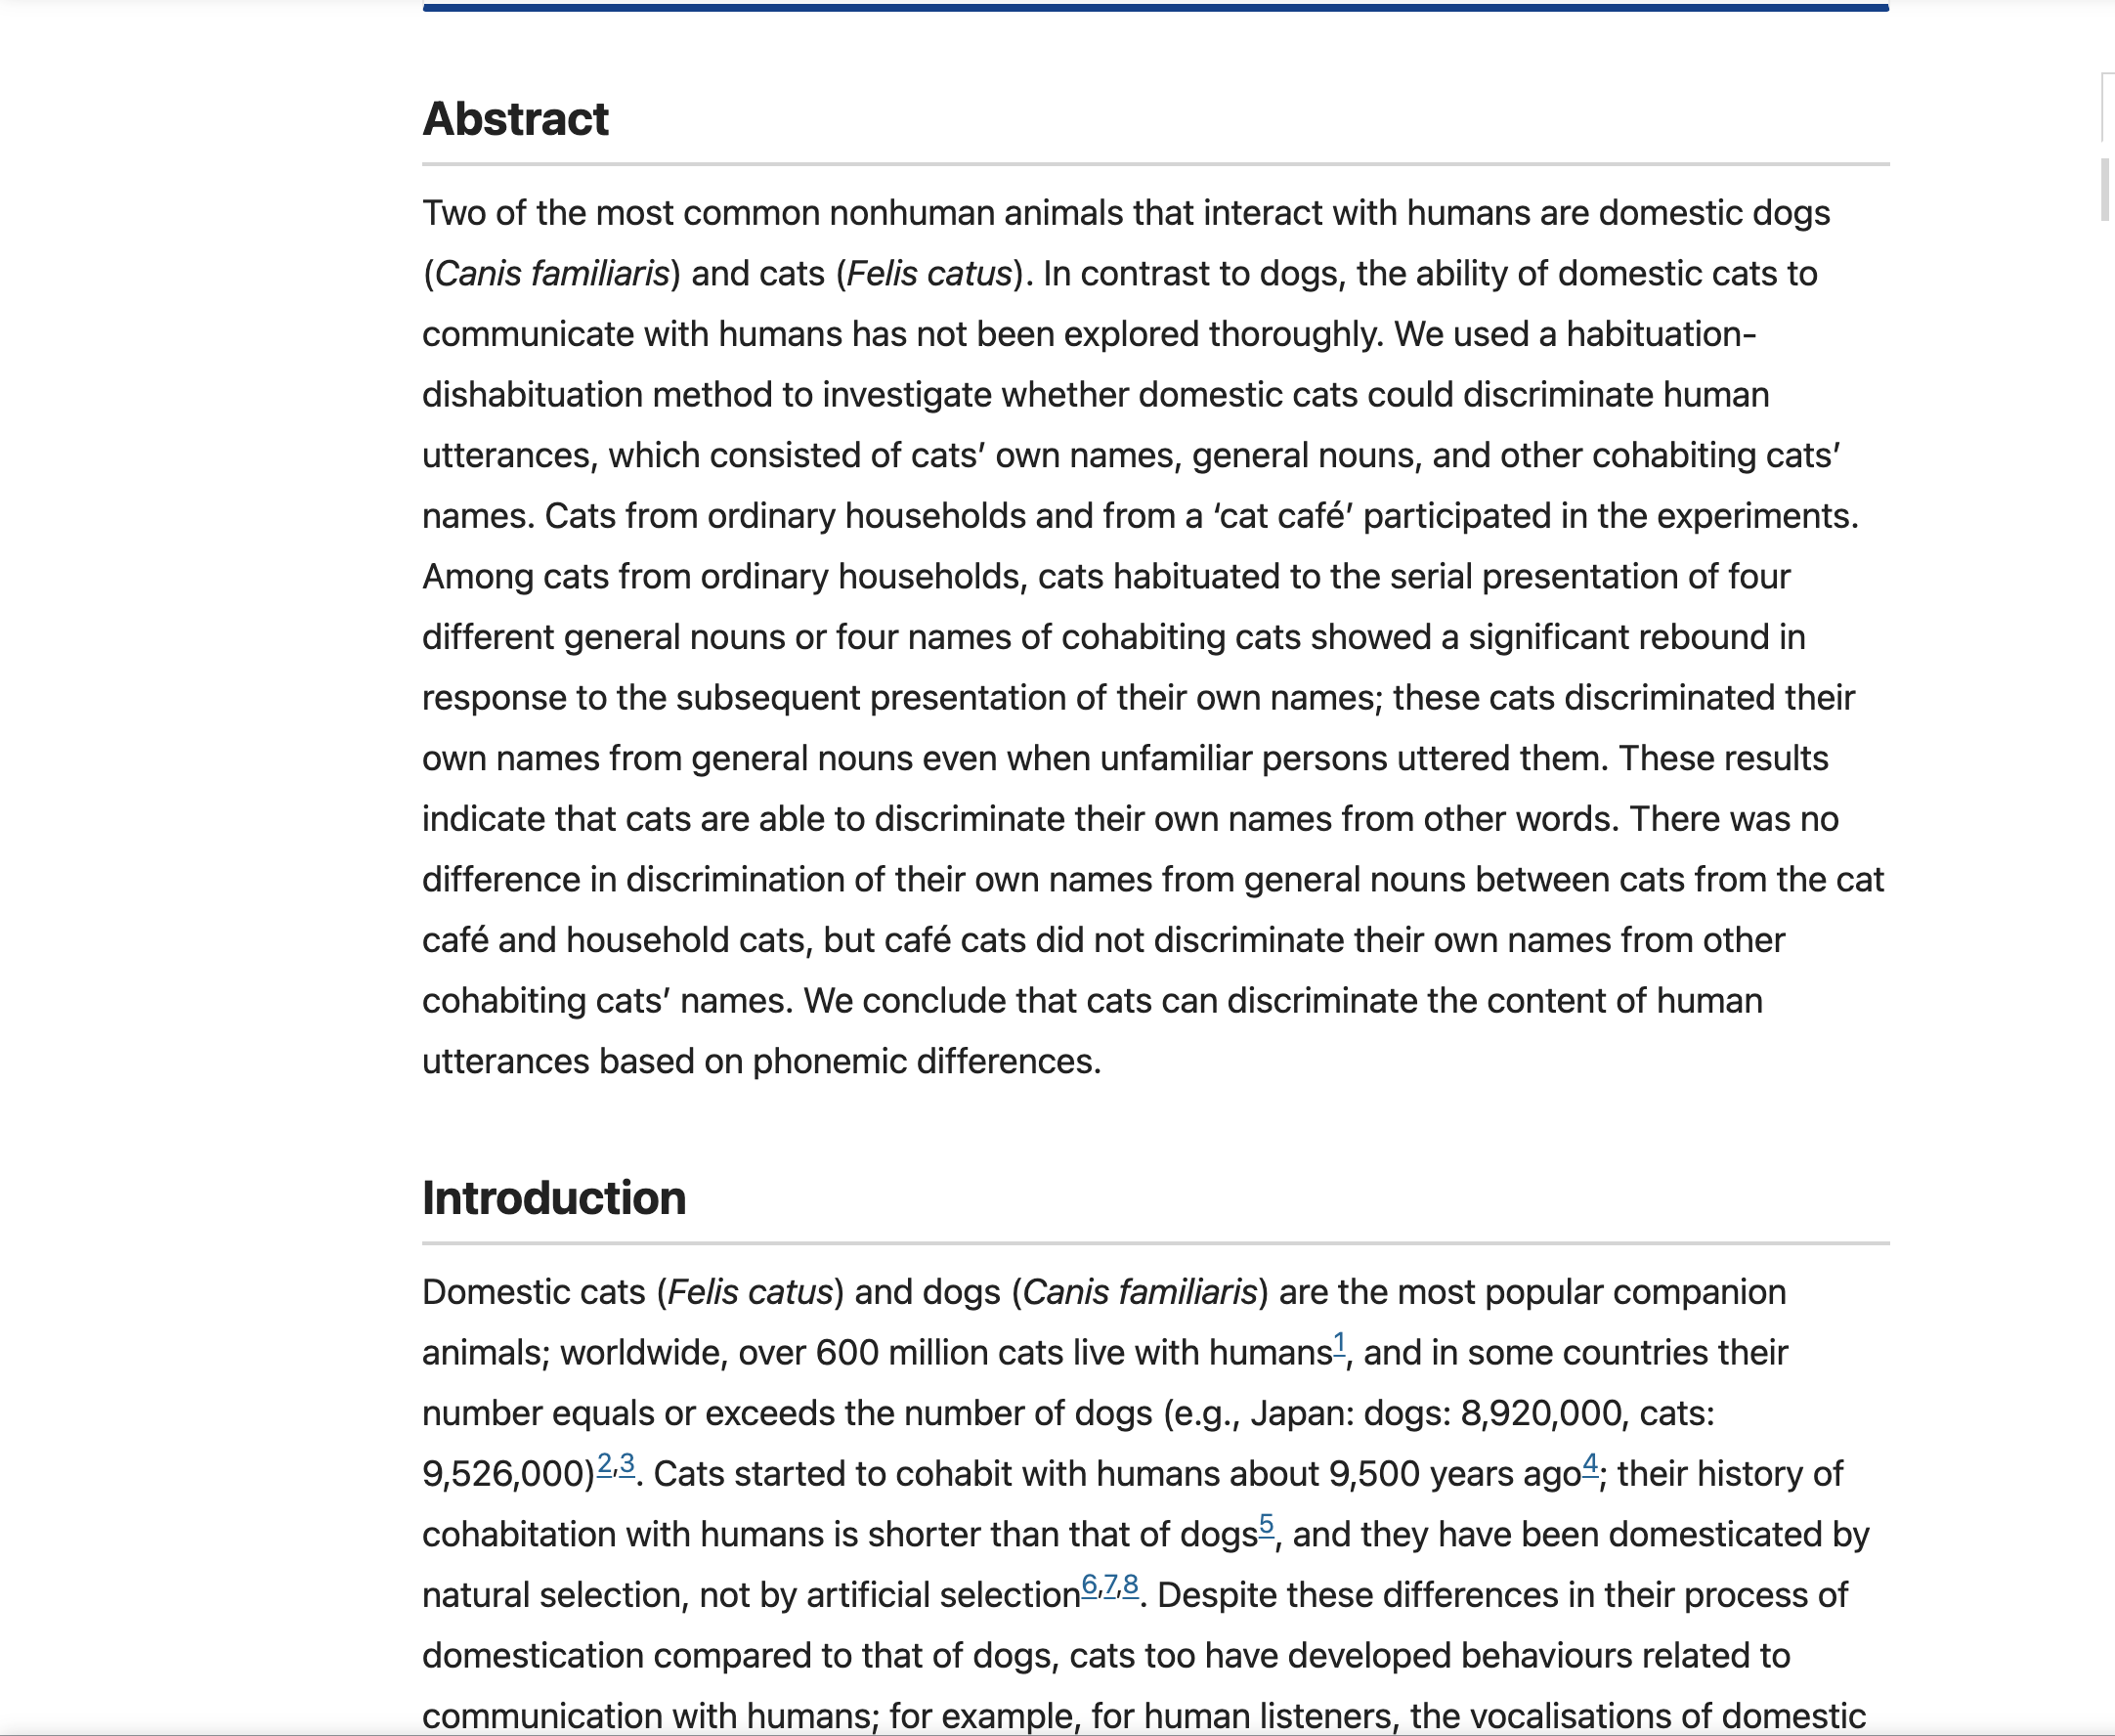 Abstract
Two of the most common nonhuman animals that interact with humans are domestic dogs
(Canis familiaris) and cats (Felis catus). In contrast to dogs, the ability of domestic cats to
communicate with humans has not been explored thoroughly. We used a habituation-
dishabituation method to investigate whether domestic cats could discriminate human
utterances, which consisted of cats’ own names, general nouns, and other cohabiting cats’
names. Cats from ordinary households and from a ‘cat café’ participated in the experiments.
Among cats from ordinary households, cats habituated to the serial presentation of four
different general nouns or four names of cohabiting cats showed a significant rebound in
response to the subsequent presentation of their own names; these cats discriminated their
own names from general nouns even when unfamiliar persons uttered them. These results
indicate that cats are able to discriminate their own names from other words. There was no
difference in discrimination of their own names from general nouns between cats from the cat
café and household cats, but café cats did not discriminate their own names from other
cohabiting cats’ names. We conclude that cats can discriminate the content of human
utterances based on phonemic differences.
Introduction
Domestic cats (Felis catus) and dogs (Canis familiaris) are the most popular companion
animals; worldwide, over 600 million cats live with humans1, and in some countries their
number equals or exceeds the number of dogs (e.g., Japan: dogs: 8,920,000, cats:
9,526,000)2,3. Cats started to cohabit with humans about 9,500 years ago4; their history of
cohabitation with humans is shorter than that of dogs5, and they have been domesticated by
natural selection, not by artificial selection6,7,8. Despite these differences in their process of
domestication compared to that of dogs, cats too have developed behaviours related to
communication with humans; for example, for human listeners, the vocalisations of domestic